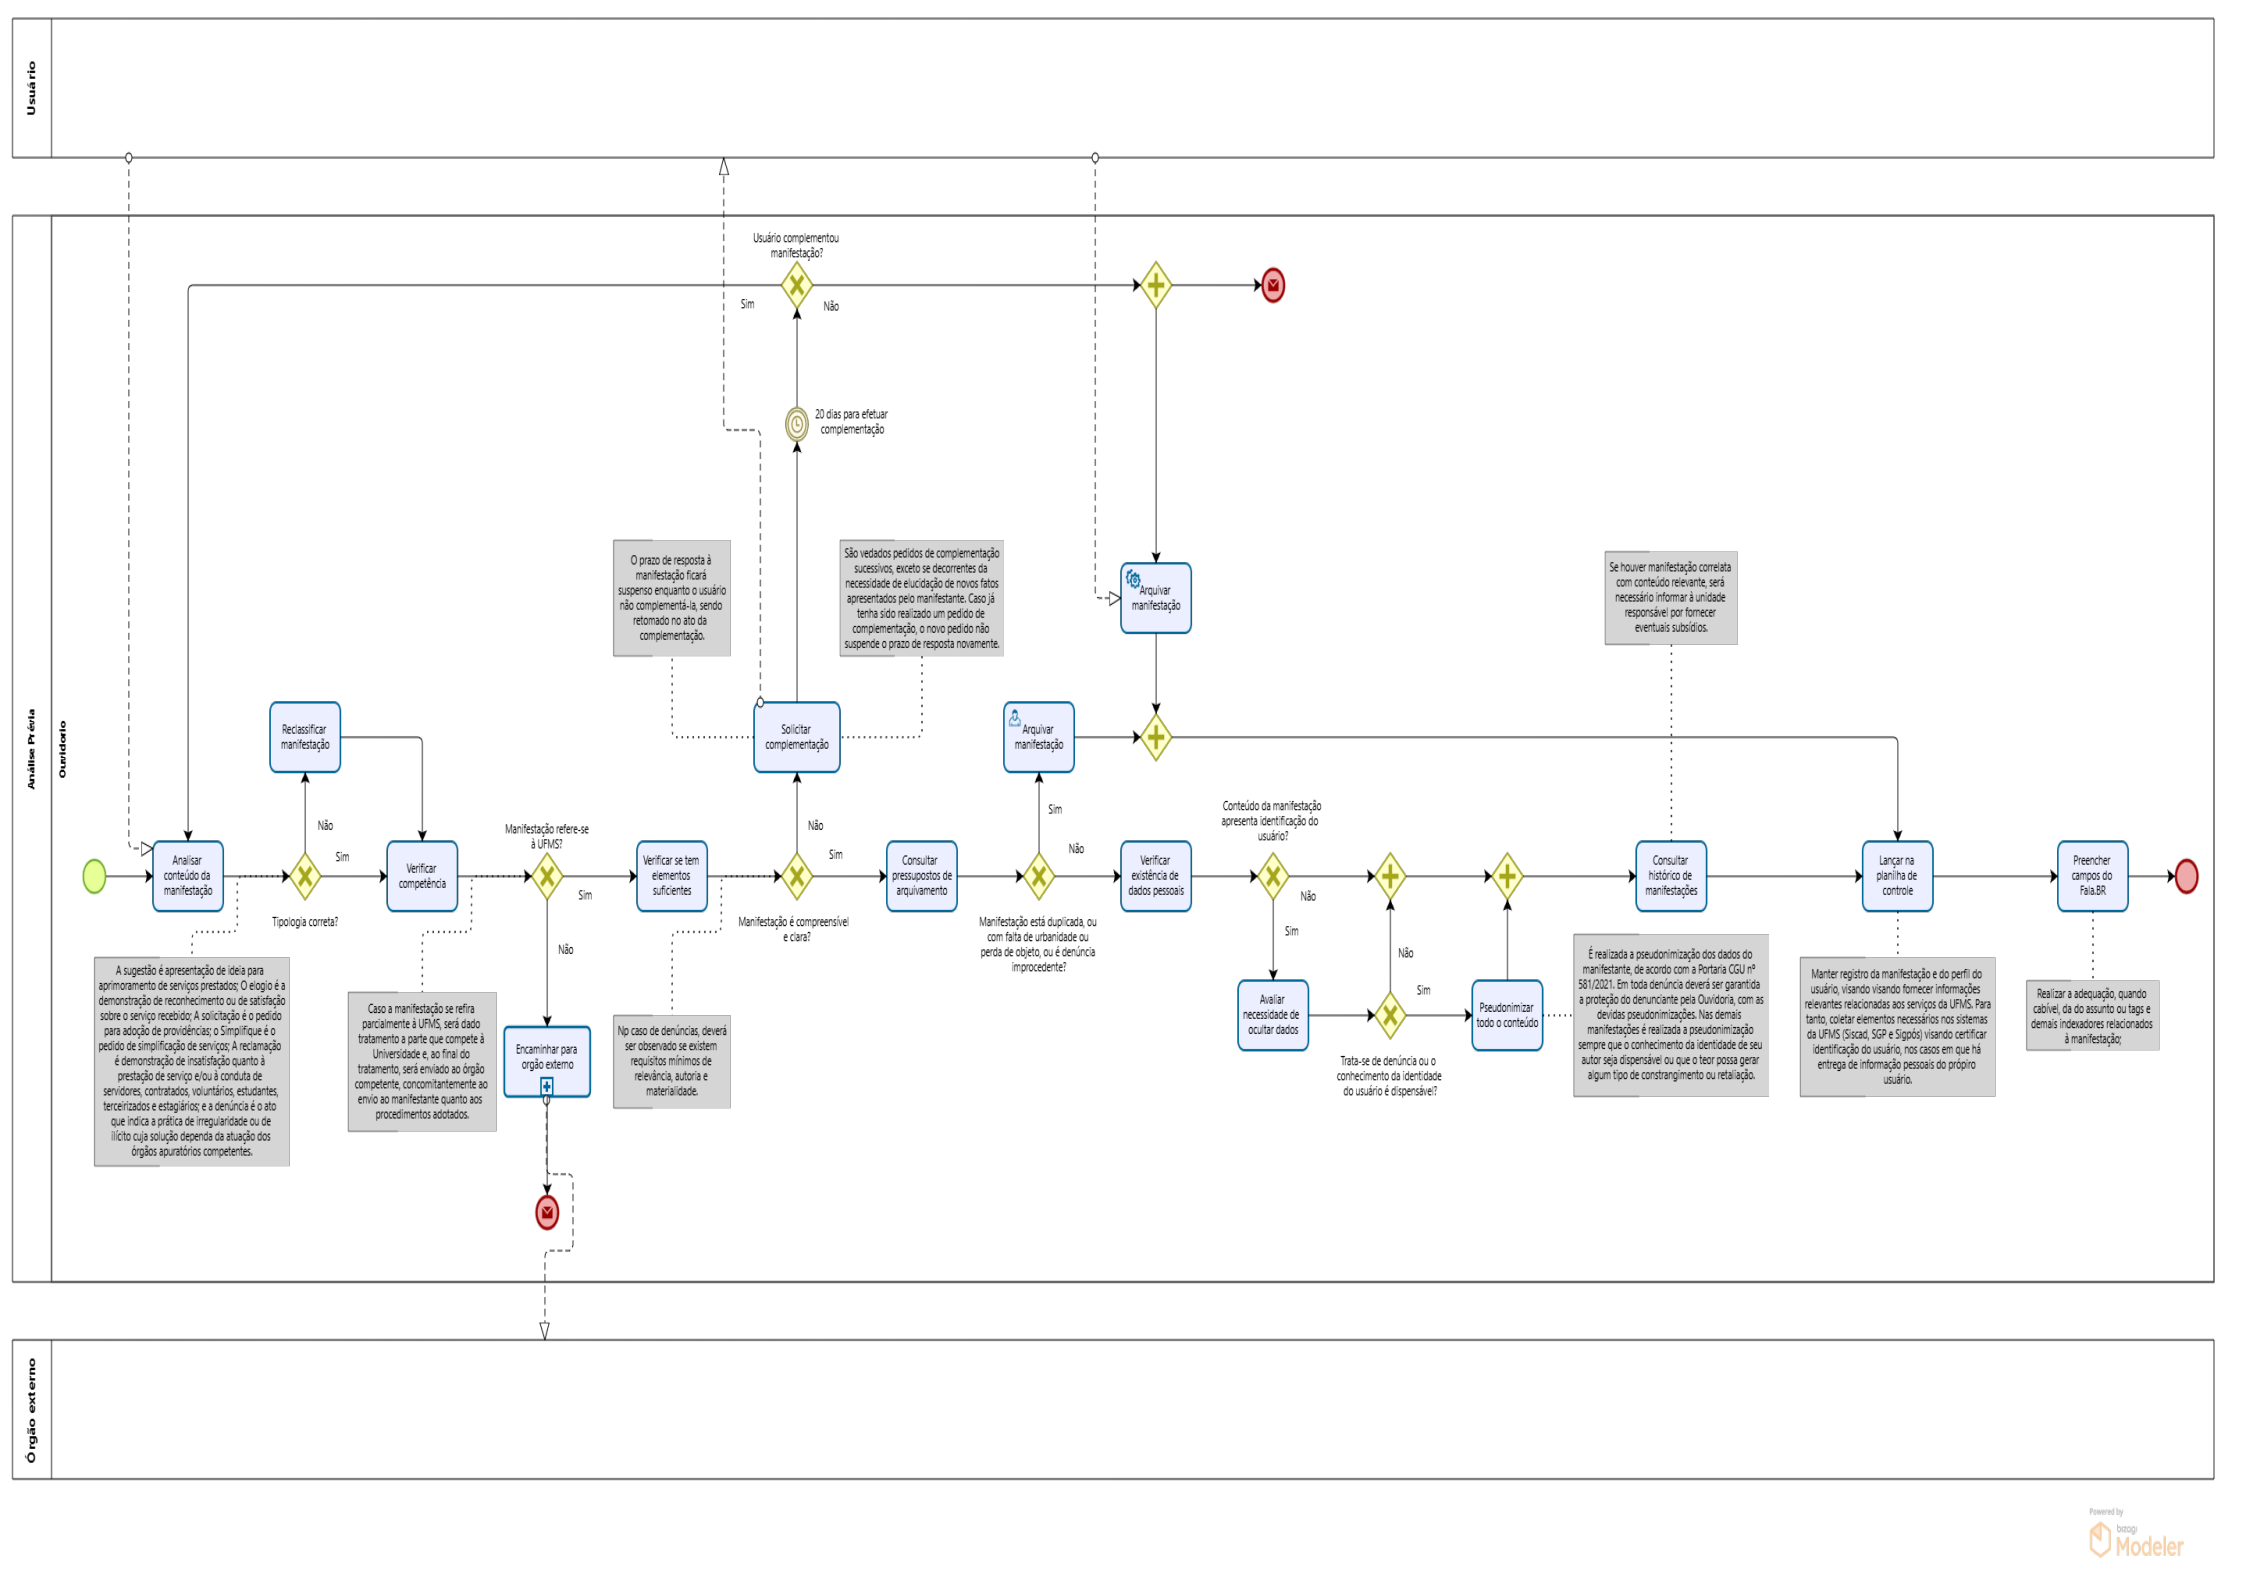 Usuário
Análise Prévia
Ouvidorio
Usuário complementou
manifestação?
Sim
Não
20 dias para efetuar
complementação
O prazo de resposta à
manifestação ficará
suspenso enquanto o usuário
não complementá-la, sendo
retomado no ato da
complementação.
São vedados pedidos de complementação
sucessivos, exceto se decorrentes da
necessidade de elucidação de novos fatos
apresentados pelo manifestante. Caso já
tenha sido realizado um pedido de
complementação, o novo pedido não
suspende o prazo de resposta novamente.
Arquivar
manifestação
Se houver manifestação correlata
com conteúdo relevante, será
necessário informar à unidade
responsável por fornecer
eventuais subsídios.
Reclassificar
manifestação
Solicitar
complementação
Arquivar
manifestação
Não
Sim
Manifestação refere-se
à UFMS?
Não
Sim
Sim
Não
Conteúdo da manifestação
apresenta identificação do
usuário?
Analisar
conteúdo da
manifestação
Tipologia correta?
Verificar
competência
Sim
Não
Verificar se tem
elementos
suficientes
Manifestação é compreensível
e clara?
Consultar
pressupostos de
arquivamento
Manifestação está duplicada, ou
com falta de urbanidade ou
perda de objeto, ou é denúncia
improcedente?
Verificar
existência de
dados pessoais
Não
Sim
Não
Sim
Consultar
histórico de
manifestações
Lançar na
planilha de
controle
Preencher
campos do
Fala.BR
A sugestão é apresentação de ideia para
aprimoramento de serviços prestados; O elogio é a
demonstração de reconhecimento ou de satisfação
sobre o serviço recebido; A solicitação é o pedido
para adoção de providências; o Simplifique é o
pedido de simplificação de serviços; A reclamação
é demonstração de insatisfação quanto à
prestação de serviço e/ou à conduta de
servidores, contratados, voluntários, estudantes,
terceirizados e estagiários; e a denúncia é o ato
que indica a prática de irregularidade ou de
ilícito cuja solução dependa da atuação dos
órgãos apuratórios competentes.
Caso a manifestação se refira
parcialmente à UFMS, será dado
tratamento a parte que compete à
Universidade e, ao final do
tratamento, será enviado ao órgão
competente, concomitantemente ao
envio ao manifestante quanto aos
procedimentos adotados.
Encaminhar para
orgão externo
Np caso de denúncias, deverá
ser observado se existem
requisitos mínimos de
relevância, autoria e
materialidade.
Avaliar
necessidade de
ocultar dados
Trata-se de denúncia ou o
conhecimento da identidade
do usuário é dispensável?
Pseudonimizar
todo o conteúdo
É realizada a pseudonimização dos dados do
manifestante, de acordo com a Portaria CGU nº
581/2021. Em toda denúncia deverá ser garantida
a proteção do denunciante pela Ouvidoria, com as
devidas pseudonimizações. Nas demais
manifestações é realizada a pseudonimização
sempre que o conhecimento da identidade de seu
autor seja dispensável ou que o teor possa gerar
algum tipo de constrangimento ou retaliação.
Manter registro da manifestação e do perfil do
usuário, visando visando fornecer informações
relevantes relacionadas aos serviços da UFMS. Para
tanto, coletar elementos necessários nos sistemas
da UFMS (Siscad, SGP e Sigpós) visando certificar
identificação do usuário, nos casos em que há
entrega de informação pessoais do própiro
usuário.
Realizar a adequação, quando
cabível, da do assunto ou tags e
demais indexadores relacionados
à manifestação;
Órgão externo
Powered by
bizagi
Modeler